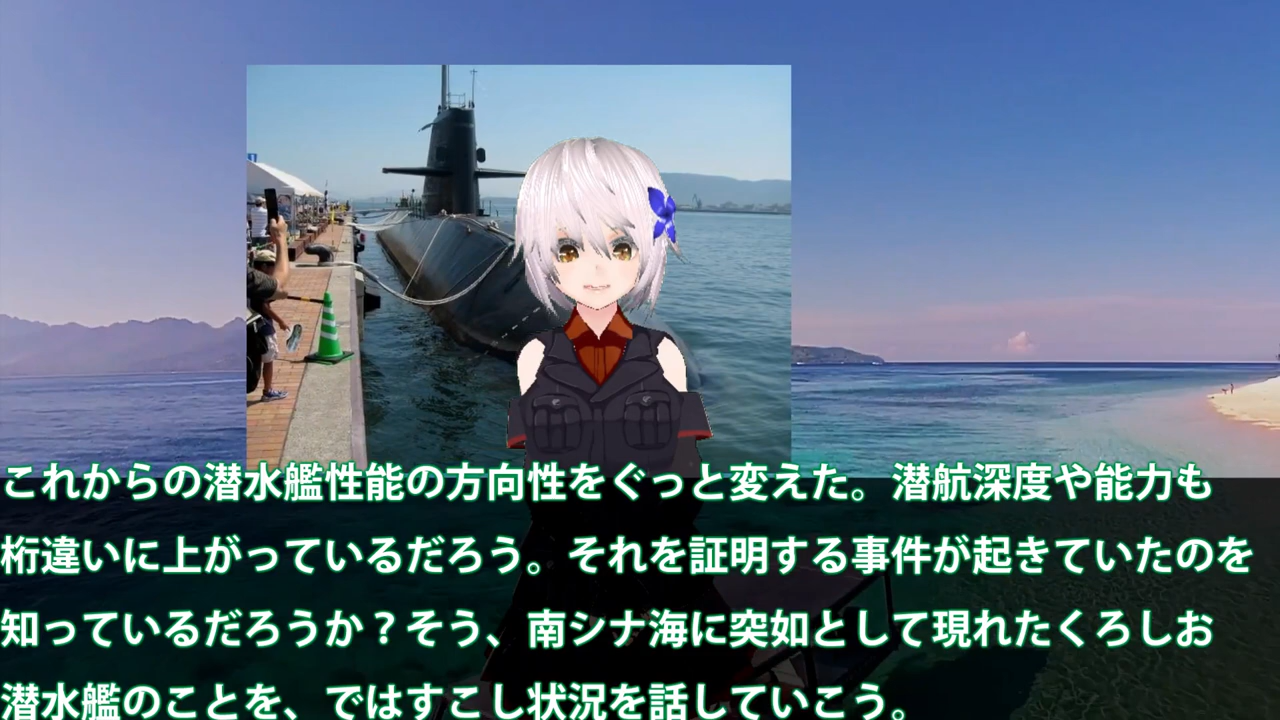 これからの潜水艦性能の方向性をぐっと変えた。潜航深度や能力も
桁違いに上がっているだろう。それを証明する事件が起きていたのを
知っているだろうか？そう、南シナ海に突如として現れたくろしお
潜水艦のことを、ではすこし状況を話していこう。